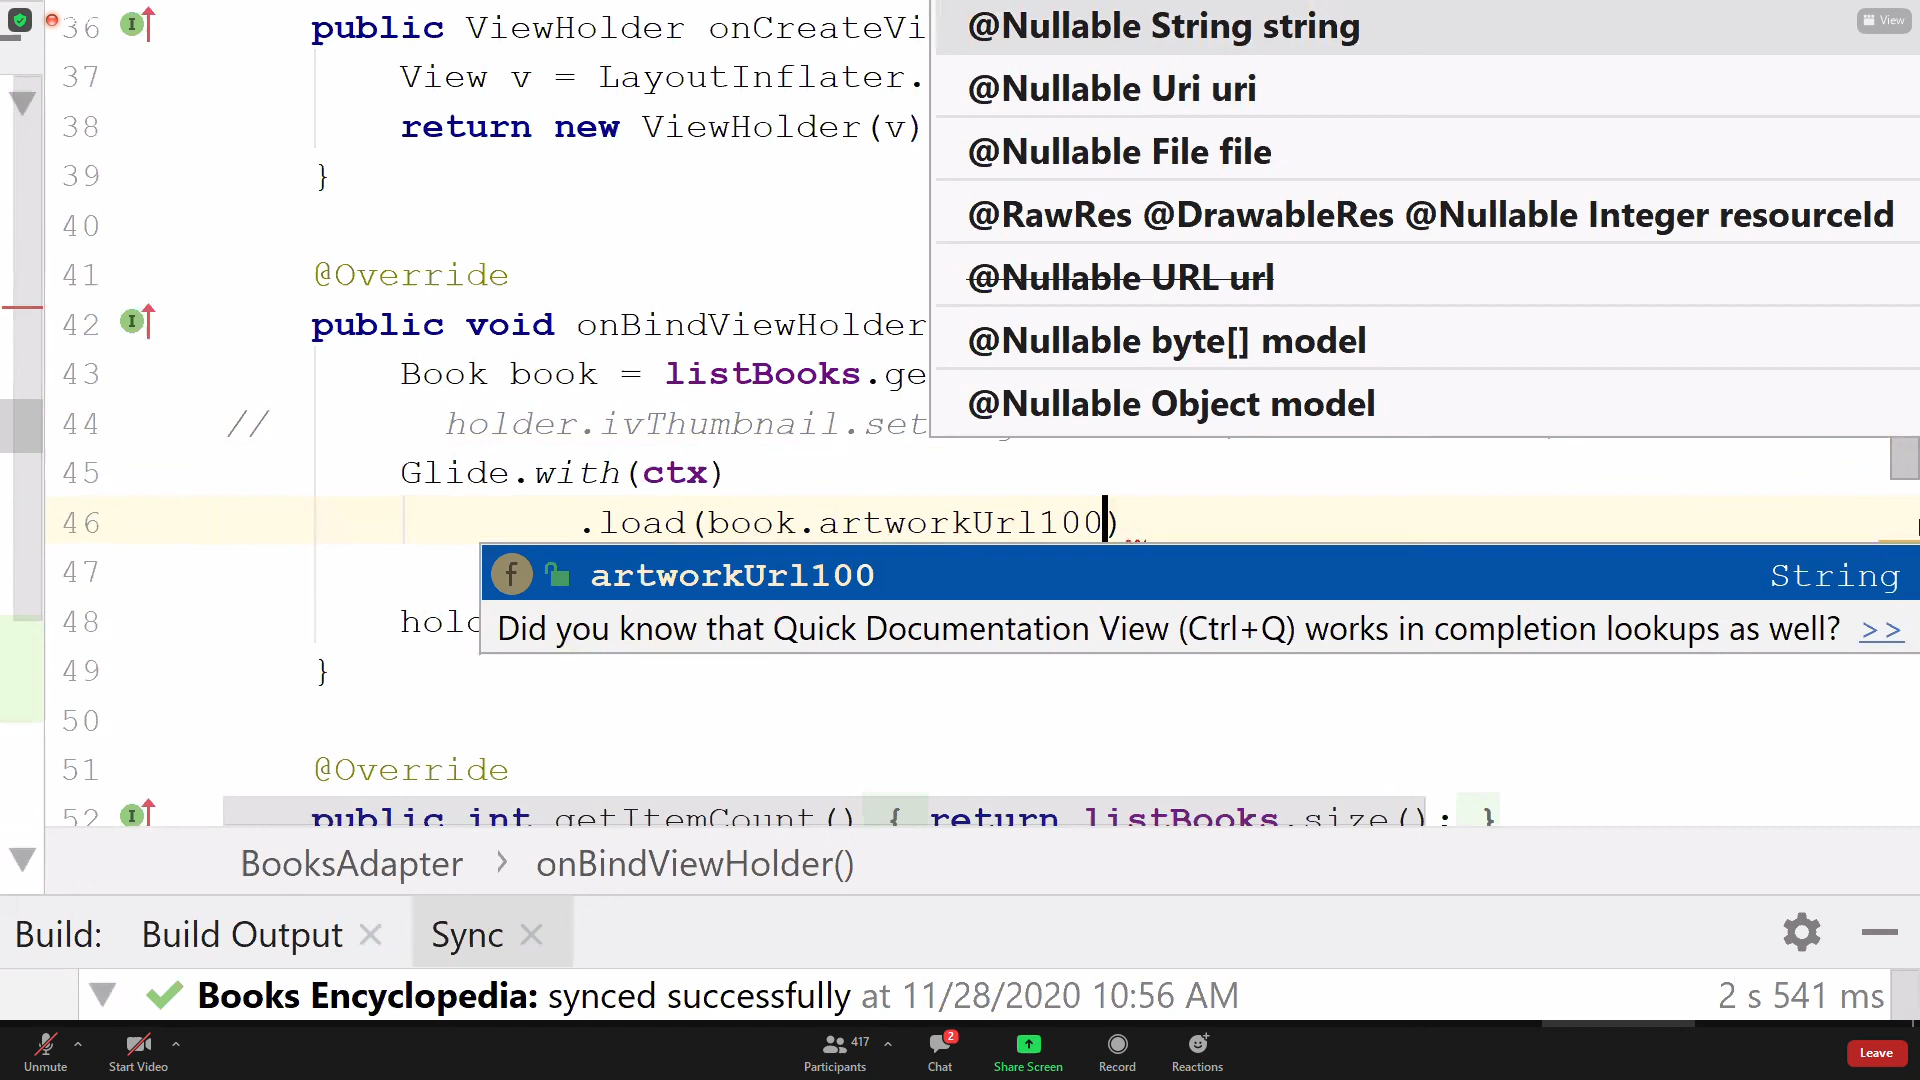 36 public ViewHolder onCreateVi
37 View v = LayoutInflater.
38 return new ViewHolder(v)
39 }
40
41 @Override
42 public void onBindViewHolder
43 Book book = listBooks.ge
44 // holder.ivThumbnail.set
45 Glide.with(ctx)
46 .load(book.artworkUrl100)
47
48 holde
49 }
50
51 @Override
52 public int getItemCount() { return listBooks.size(); }
@Nullable String string
@Nullable Uri uri
@Nullable File file
@RawRes @DrawableRes @Nullable Integer resourceId
@Nullable URL url
@Nullable byte[] model
@Nullable Object model
View
f artworkUrl100 String
Did you know that Quick Documentation View (Ctrl+Q) works in completion lookups as well? >>
BooksAdapter > onBindViewHolder()
Build: Build Output Sync
Books Encyclopedia: synced successfully at 11/28/2020 10:56 AM 2 s 541 ms
Unmute
Start Video
417
Participants
2
Chat
Share Screen
Record
Reactions
Leave